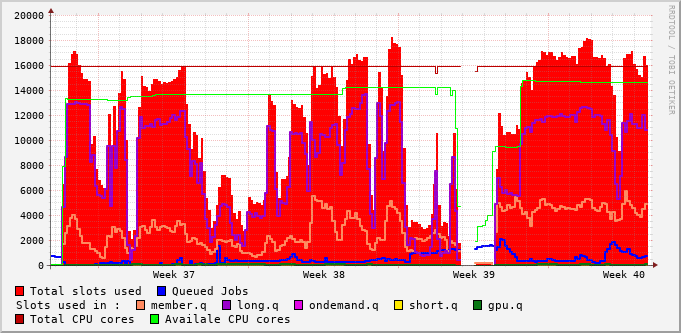 20000
18000
16000
14000
12000
10000
8000
6000
4000
2000
0
Week 37 Week 38 Week 39 Week 40
RRDTOOL / TOBI OETIKER
Total slots used Queued Jobs
Slots used in : member.q long.q ondemand.q short.q gpu.q
Total CPU cores Availale CPU cores